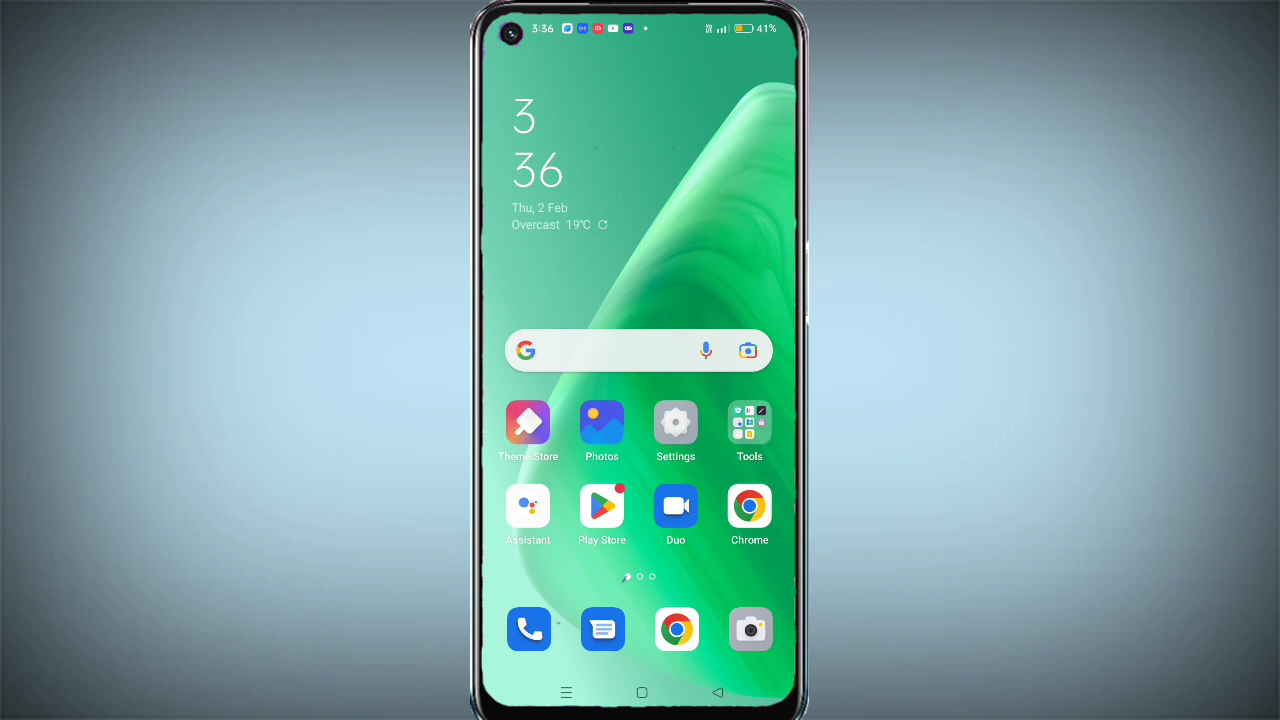 3:36
41%
3
36
Thu, 2 Feb
Overcast 19°C
Theme Store
Photos
Settings
Tools
Assistant
Play Store
Duo
Chrome